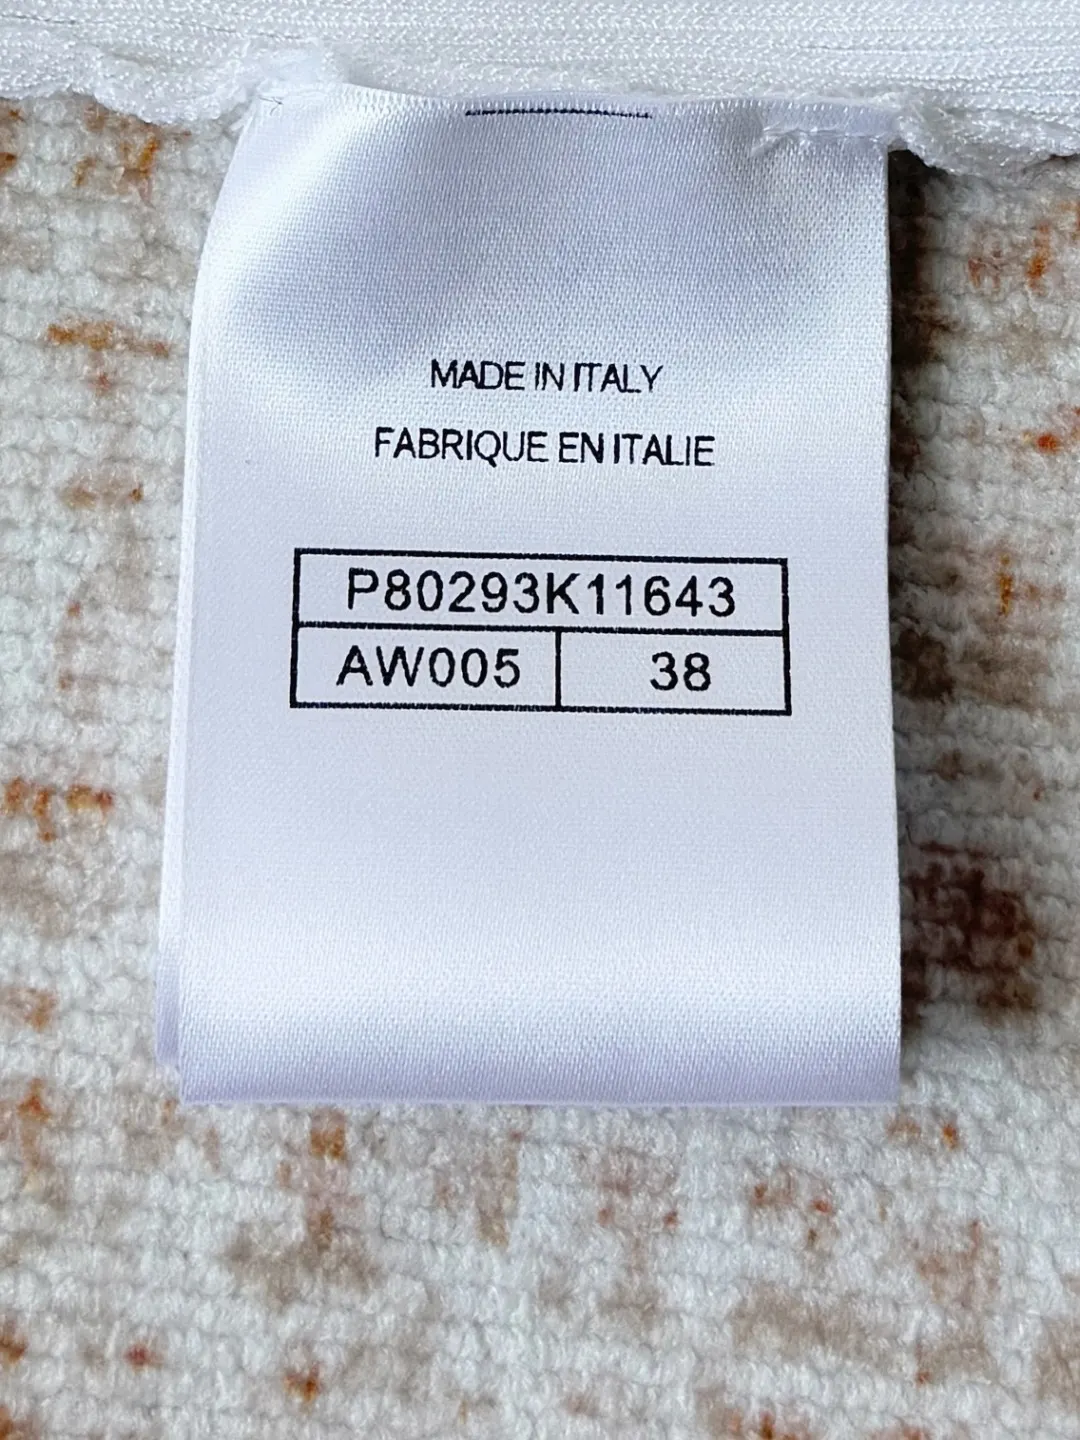 MADE IN ITALY
FABRIQUE EN ITALIE
P80293K11643
AW005 38